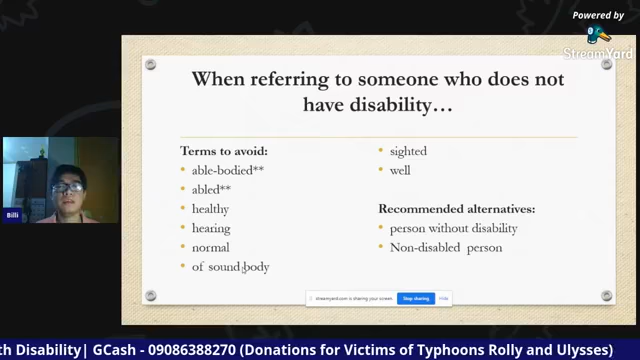 Powered by
StreamYard
When referring to someone who does not
have disability…
Terms to avoid:
• able-bodied**
• abled**
• healthy
• hearing
• normal
• of sound body
• sighted
• well
Recommended alternatives:
• person without disability
• Non-disabled person
streamyard.com is sharing your screen.
Stop sharing
Hide
Billi
th Disability| GCash - 09086388270 (Donations for Victims of Typhoons Rolly and Ulysses)